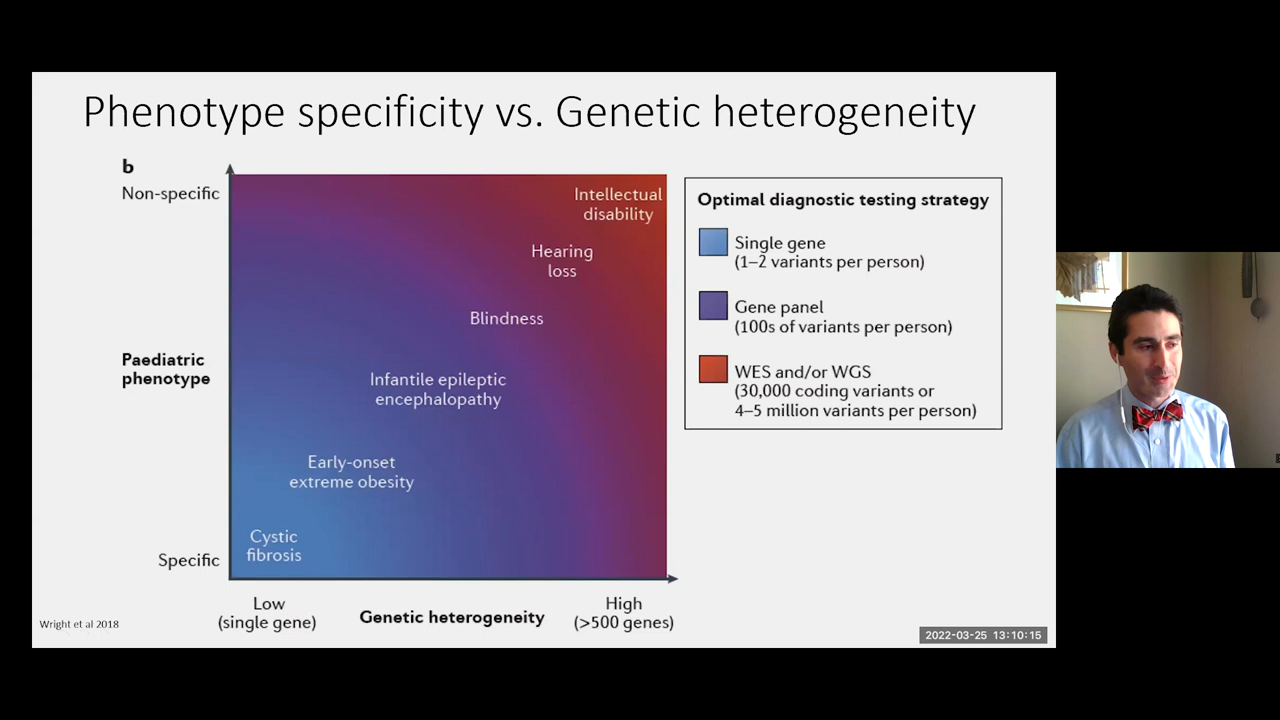 Phenotype specificity vs. Genetic heterogeneity
b
Non-specific
Paediatric
phenotype
Specific
Intellectual
disability
Hearing
loss
Blindness
Infantile epileptic
encephalopathy
Early-onset
extreme obesity
Cystic
fibrosis
Low
(single gene)
Genetic heterogeneity
High
(>500 genes)
Optimal diagnostic testing strategy
Single gene
(1–2 variants per person)
Gene panel
(100s of variants per person)
WES and/or WGS
(30,000 coding variants or
4–5 million variants per person)
Wright et al 2018
2022-03-25 13:10:15